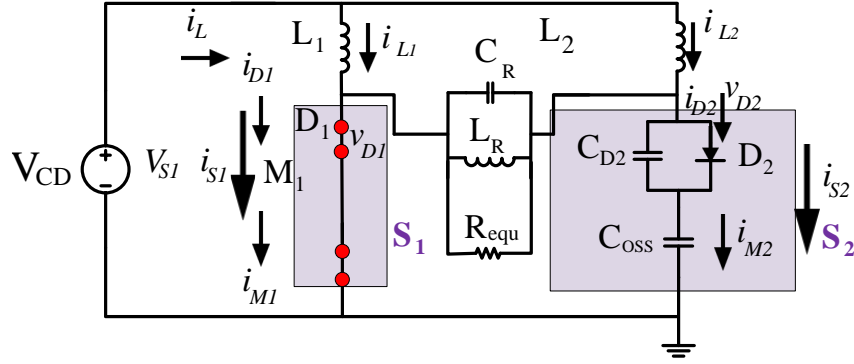 i_L
L_1
i_L1
C_R
L_2
i_L2
i_D1
i_D2
v_D2
D_1
v_D1
L_R
C_D2
D_2
V_CD
V_S1
i_S1
M_1
i_S2
R_equ
S_1
C_OSS
i_M2
S_2
i_M1